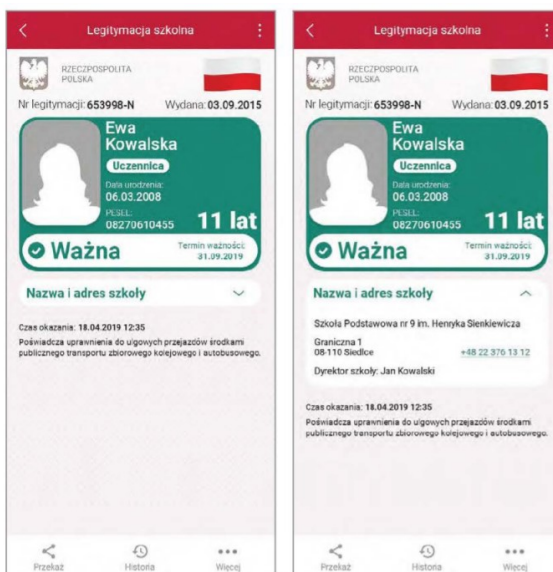 Legitymacja szkolna
RZECZPOSPOLITA
POLSKA
Nr legitymacji: 653998-N Wydana: 03.09.2015
Ewa
Kowalska
Uczennica
Data urodzenia:
06.03.2008
PESEL:
08270610455
11 lat
Ważna
Termin ważności:
31.09.2019
Nazwa i adres szkoły
Czas okazania: 18.04.2019 12:35
Poświadcza uprawnienia do ulgowych przejazdów środkami
publicznego transportu zbiorowego kolejowego i autobusowego.
Przekaż Historia Więcej
Legitymacja szkolna
RZECZPOSPOLITA
POLSKA
Nr legitymacji: 653998-N Wydana: 03.09.2015
Ewa
Kowalska
Uczennica
Data urodzenia:
06.03.2008
PESEL:
08270610455
11 lat
Ważna
Termin ważności:
31.09.2019
Nazwa i adres szkoły
Szkoła Podstawowa nr 9 im. Henryka Sienkiewicza
Graniczna 1
08-110 Siedlce +48 22 376 13 12
Dyrektor szkoły: Jan Kowalski
Czas okazania: 18.04.2019 12:35
Poświadcza uprawnienia do ulgowych przejazdów środkami
publicznego transportu zbiorowego kolejowego i autobusowego.
Przekaż Historia Więcej